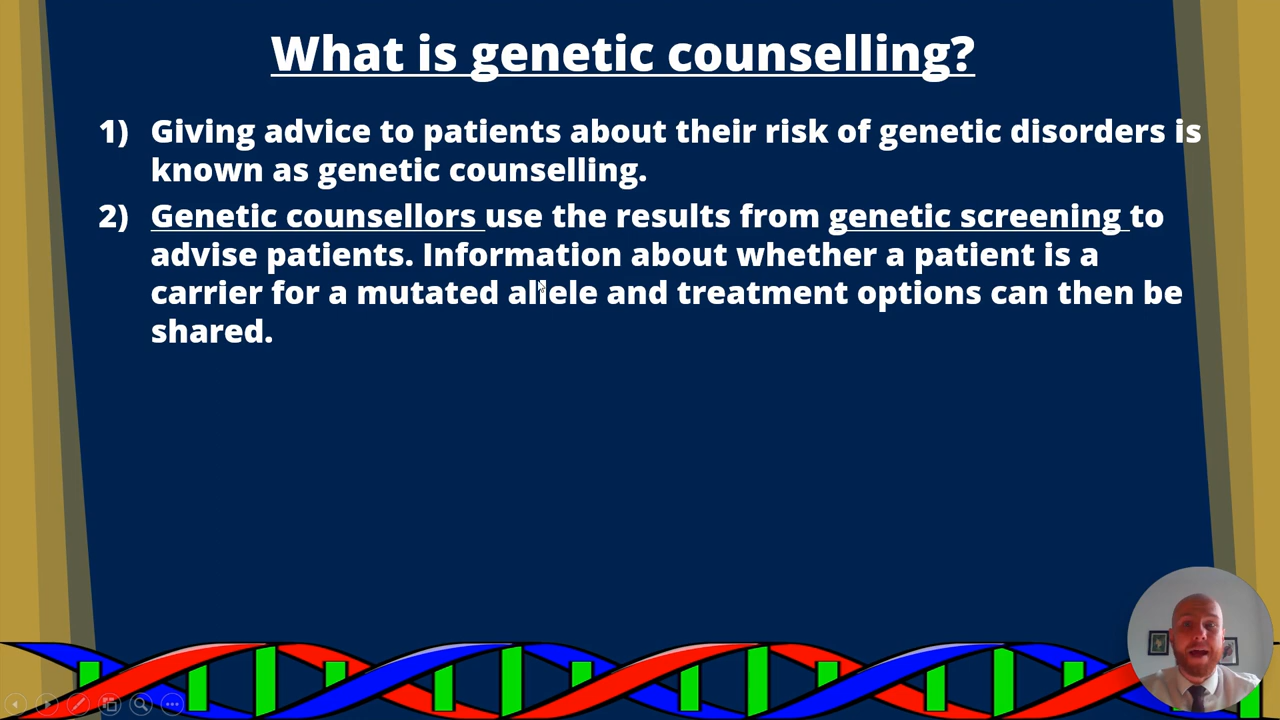 What is genetic counselling?
1) Giving advice to patients about their risk of genetic disorders is
known as genetic counselling.
2) Genetic counsellors use the results from genetic screening to
advise patients. Information about whether a patient is a
carrier for a mutated allele and treatment options can then be
shared.